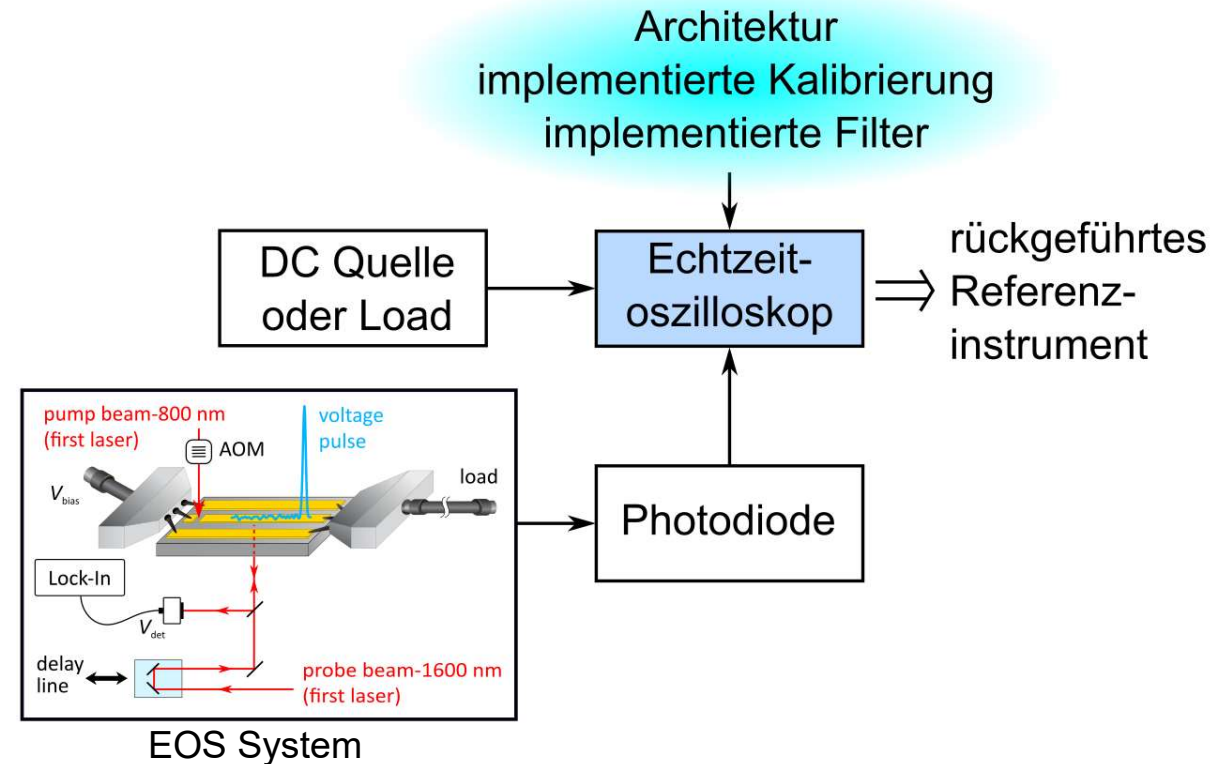 Architektur
implementierte Kalibrierung
implementierte Filter
DC Quelle
oder Load
Echtzeit-
oszilloskop
rückgeführtes
Referenz-
instrument
pump beam-800 nm
(first laser)
AOM
voltage
pulse
V bias
load
Lock-In
V det
delay
line
probe beam-1600 nm
(first laser)
Photodiode
EOS System